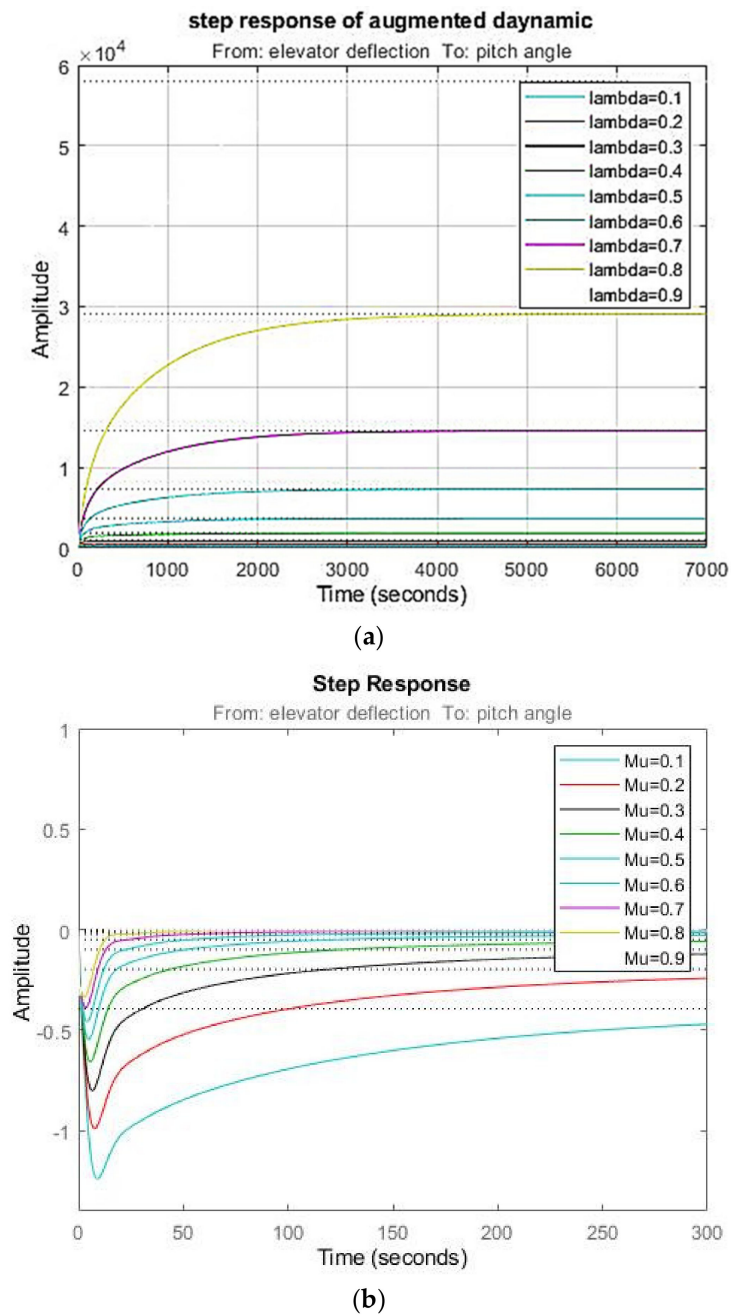 step response of augmented daynamic
From: elevator deflection To: pitch angle
×10⁴
6
5
4
3
2
1
0
Amplitude
lambda=0.1
lambda=0.2
lambda=0.3
lambda=0.4
lambda=0.5
lambda=0.6
lambda=0.7
lambda=0.8
lambda=0.9
0 1000 2000 3000 4000 5000 6000 7000
Time (seconds)
(a)
Step Response
From: elevator deflection To: pitch angle
1
0.5
0
-0.5
-1
Amplitude
Mu=0.1
Mu=0.2
Mu=0.3
Mu=0.4
Mu=0.5
Mu=0.6
Mu=0.7
Mu=0.8
Mu=0.9
0 50 100 150 200 250 300
Time (seconds)
(b)